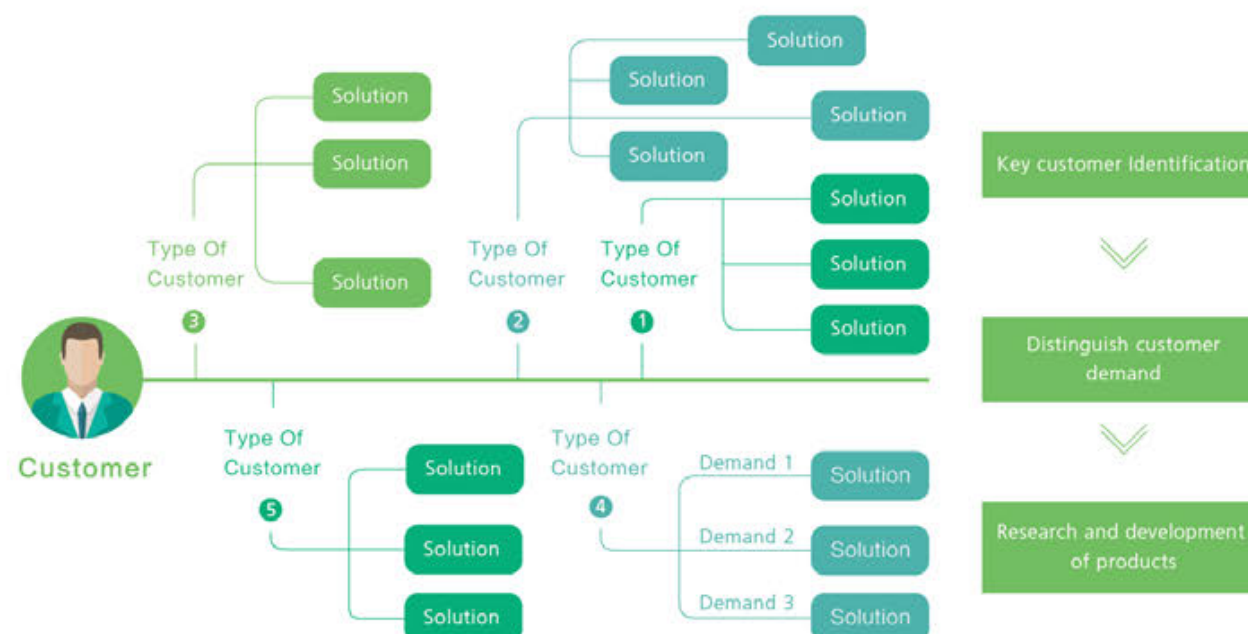 Solution
Solution
Solution
Solution
Solution
Solution
Solution
Key customer Identification
Solution
Type Of
Customer
3
Type Of
Customer
2
Type Of
Customer
1
Solution
Solution
Solution
Distinguish customer
demand
Customer
Type Of
Customer
5
Solution
Solution
Solution
Type Of
Customer
4
Demand 1
Solution
Demand 2
Solution
Demand 3
Solution
Research and development
of products